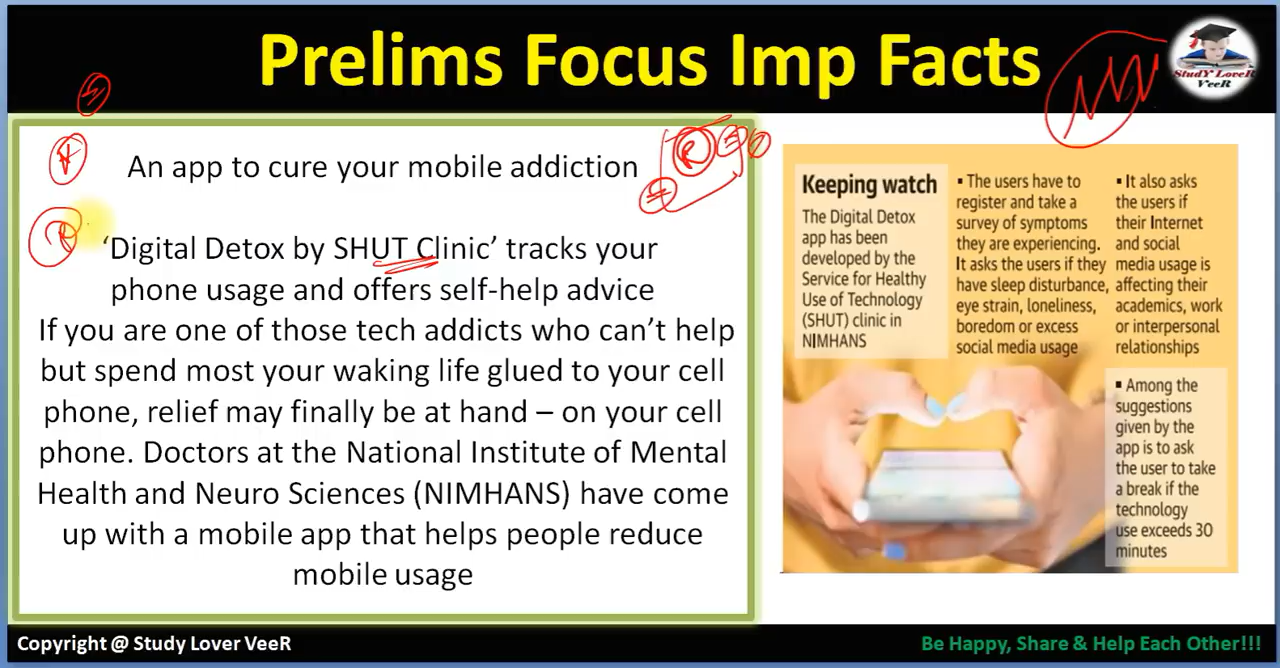 Prelims Focus Imp Facts
StudY LoveR
VeeR
An app to cure your mobile addiction
‘Digital Detox by SHUT Clinic’ tracks your
phone usage and offers self-help advice
If you are one of those tech addicts who can’t help
but spend most your waking life glued to your cell
phone, relief may finally be at hand – on your cell
phone. Doctors at the National Institute of Mental
Health and Neuro Sciences (NIMHANS) have come
up with a mobile app that helps people reduce
mobile usage
Keeping watch
The Digital Detox
app has been
developed by the
Service for Healthy
Use of Technology
(SHUT) clinic in
NIMHANS
▪ The users have to
register and take a
survey of symptoms
they are experiencing.
It asks the users if they
have sleep disturbance,
eye strain, loneliness,
boredom or excess
social media usage
▪ It also asks
the users if
their Internet
and social
media usage is
affecting their
academics, work
or interpersonal
relationships
▪ Among the
suggestions
given by the
app is to ask
the user to take
a break if the
technology
use exceeds 30
minutes
Copyright @ Study Lover VeeR
Be Happy, Share & Help Each Other!!!